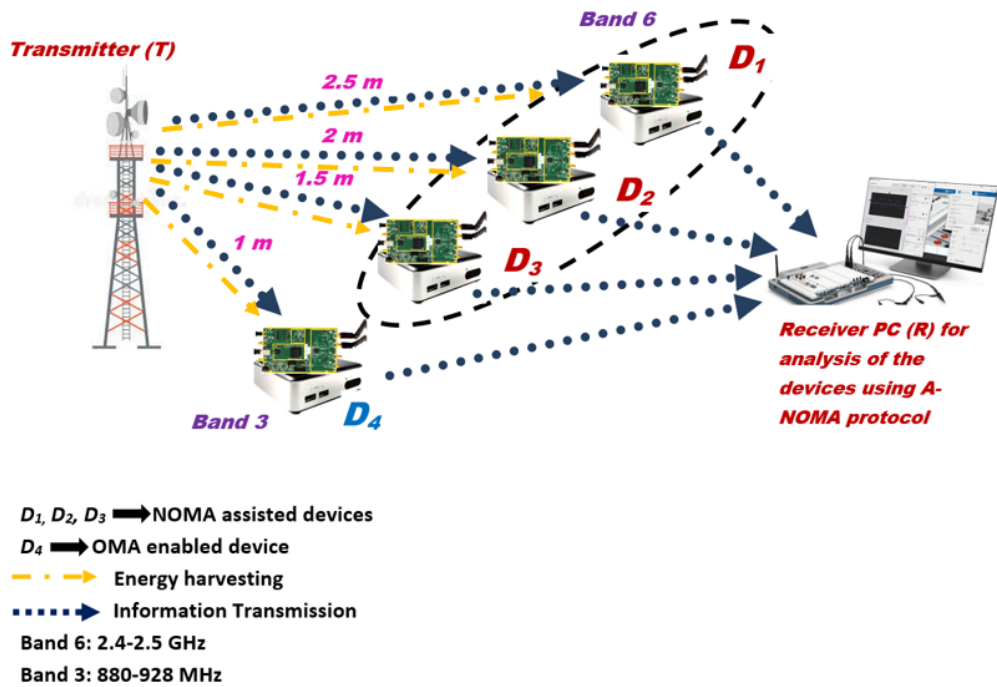 Band 6
Transmitter (T)
D1
2.5 m
2 m
D2
1.5 m
D3
1 m
Receiver PC (R) for
analysis of the
devices using A-
NOMA protocol
Band 3
D4
D1, D2, D3 NOMA assisted devices
D4 OMA enabled device
Energy harvesting
Information Transmission
Band 6: 2.4-2.5 GHz
Band 3: 880-928 MHz